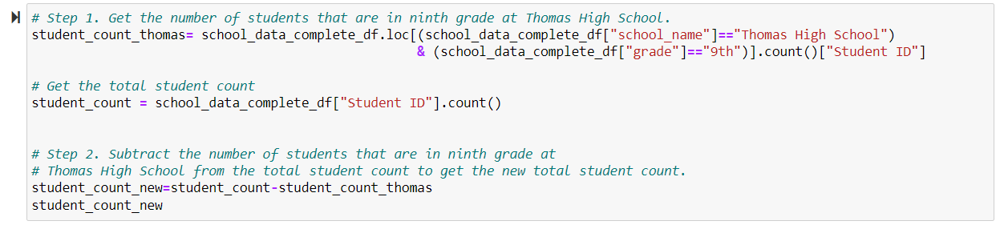 # Step 1. Get the number of students that are in ninth grade at Thomas High School.
student_count_thomas= school_data_complete_df.loc[(school_data_complete_df["school_name"]=="Thomas High School")
& (school_data_complete_df["grade"]=="9th")].count()["Student ID"]
# Get the total student count
student_count = school_data_complete_df["Student ID"].count()
# Step 2. Subtract the number of students that are in ninth grade at
# Thomas High School from the total student count to get the new total student count.
student_count_new=student_count-student_count_thomas
student_count_new